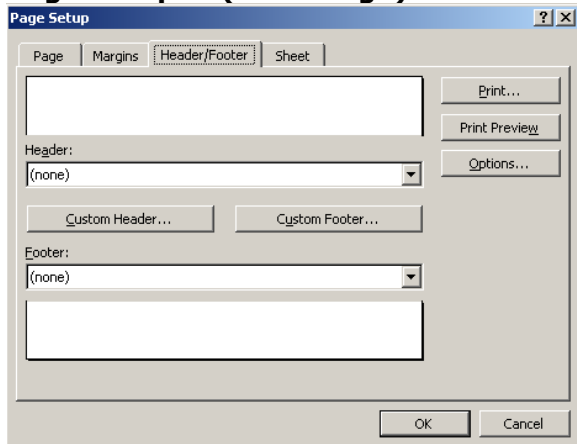 Page Setup
Page Margins Header/Footer Sheet
Print...
Print Preview
Header:
Options...
(none)
Custom Header... Custom Footer...
Footer:
(none)
OK Cancel